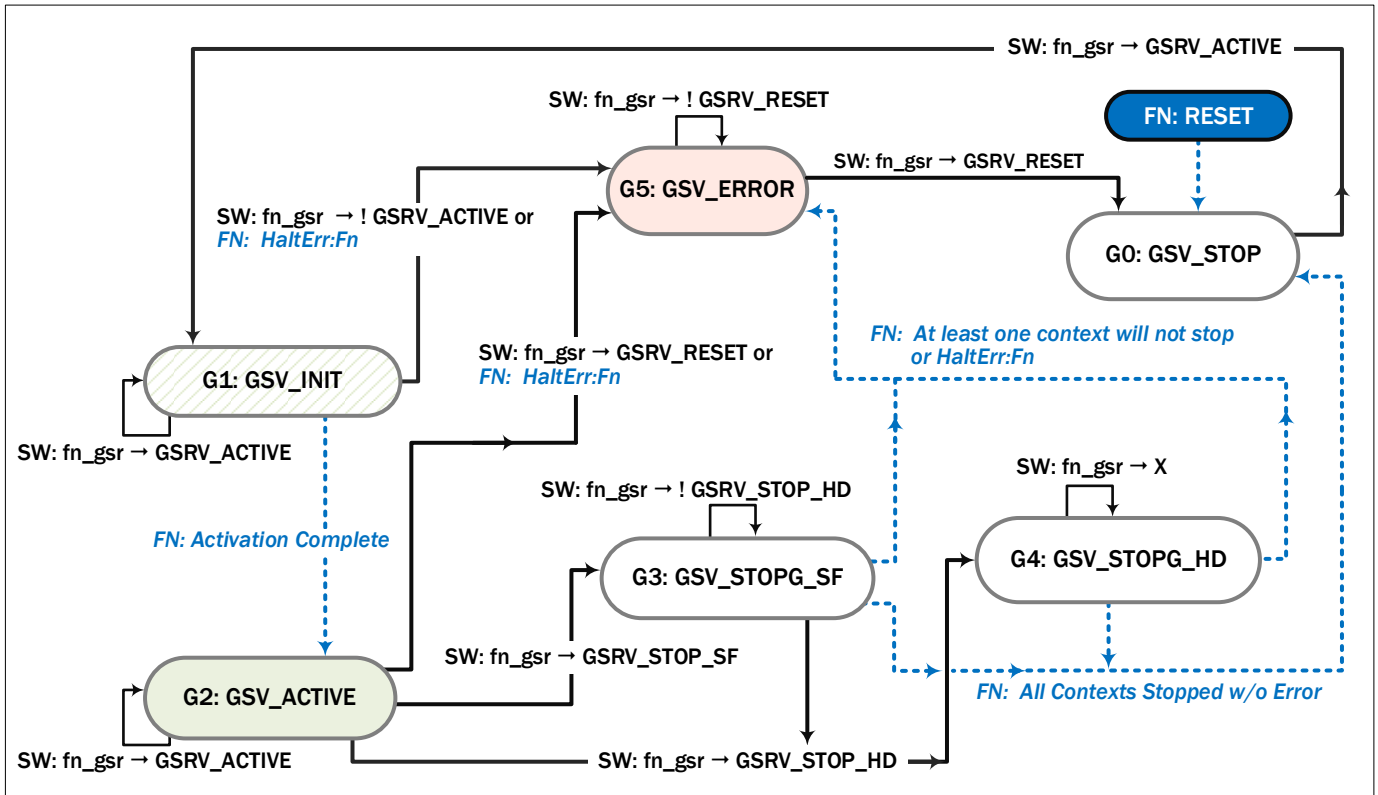 SW: fn_gsr → GSRV_ACTIVE
SW: fn_gsr → ! GSRV_RESET
FN: RESET
SW: fn_gsr → GSRV_RESET
G5: GSV_ERROR
SW: fn_gsr → ! GSRV_ACTIVE or
FN: HaltErr:Fn
G0: GSV_STOP
FN: At least one context will not stop
or HaltErr:Fn
SW: fn_gsr → GSRV_RESET or
FN: HaltErr:Fn
G1: GSV_INIT
SW: fn_gsr → GSRV_ACTIVE
SW: fn_gsr → X
SW: fn_gsr → ! GSRV_STOP_HD
FN: Activation Complete
G4: GSV_STOPG_HD
G3: GSV_STOPG_SF
SW: fn_gsr → GSRV_STOP_SF
G2: GSV_ACTIVE
FN: All Contexts Stopped w/o Error
SW: fn_gsr → GSRV_ACTIVE
SW: fn_gsr → GSRV_STOP_HD